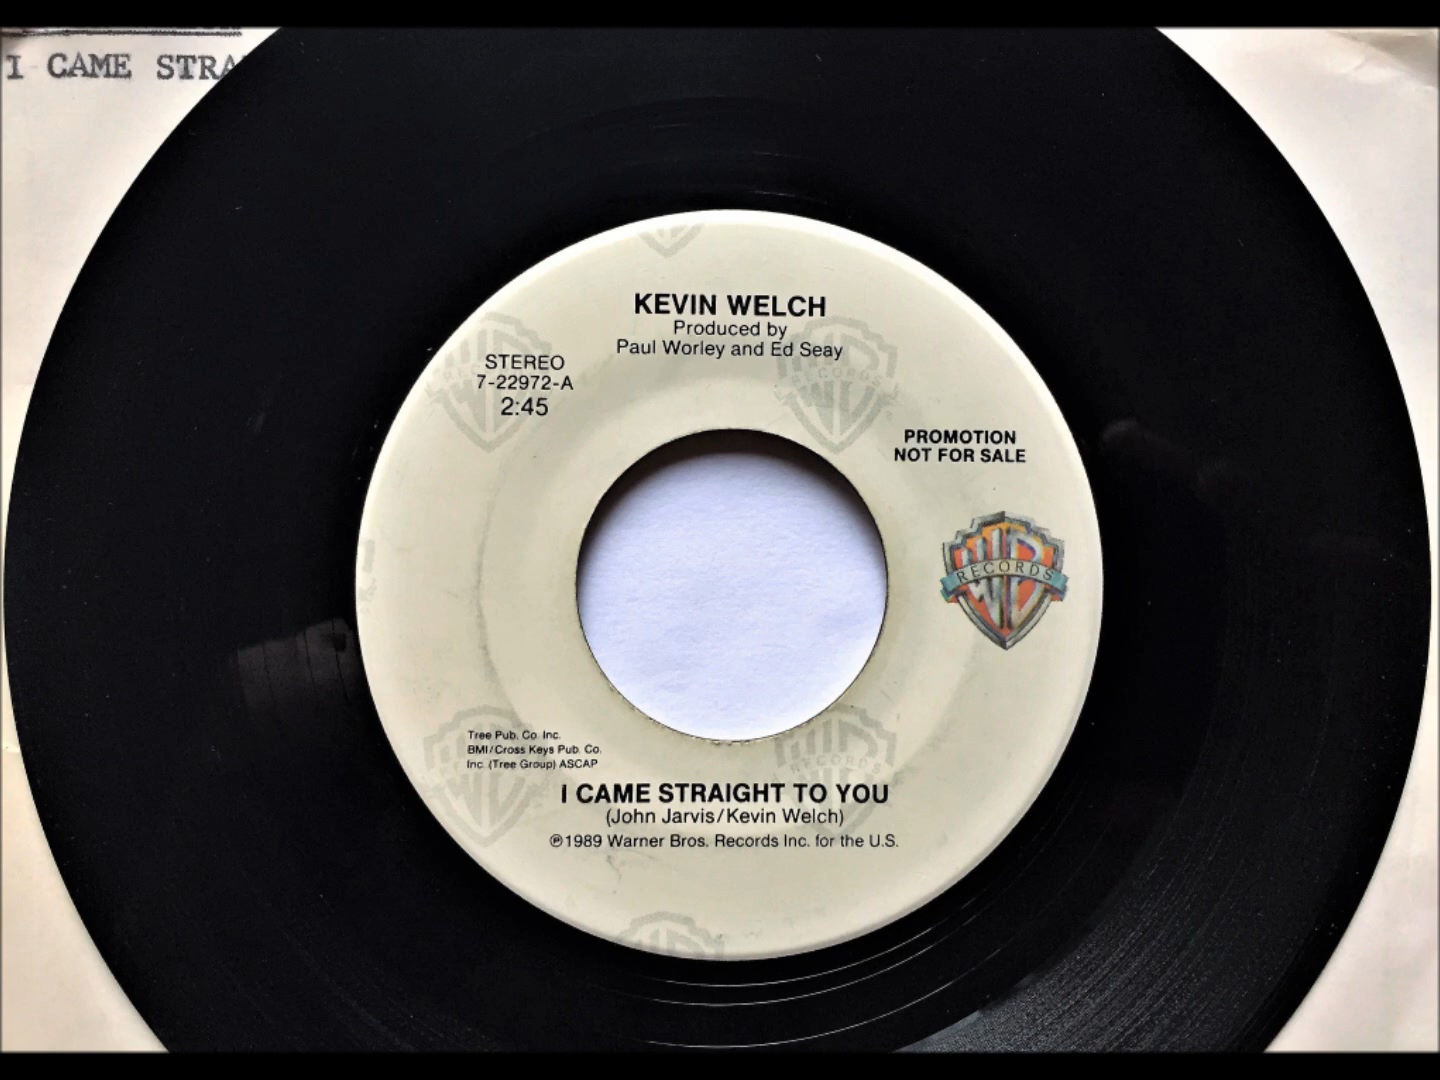 I CAME STRA
KEVIN WELCH
Produced by
Paul Worley and Ed Seay
STEREO
7-22972-A
2:45
PROMOTION
NOT FOR SALE
RECORDS
Tree Pub. Co. Inc.
BMI/Cross Keys Pub. Co.
Inc. (Tree Group) ASCAP
I CAME STRAIGHT TO YOU
(John Jarvis/Kevin Welch)
℗1989 Warner Bros. Records Inc. for the U.S.